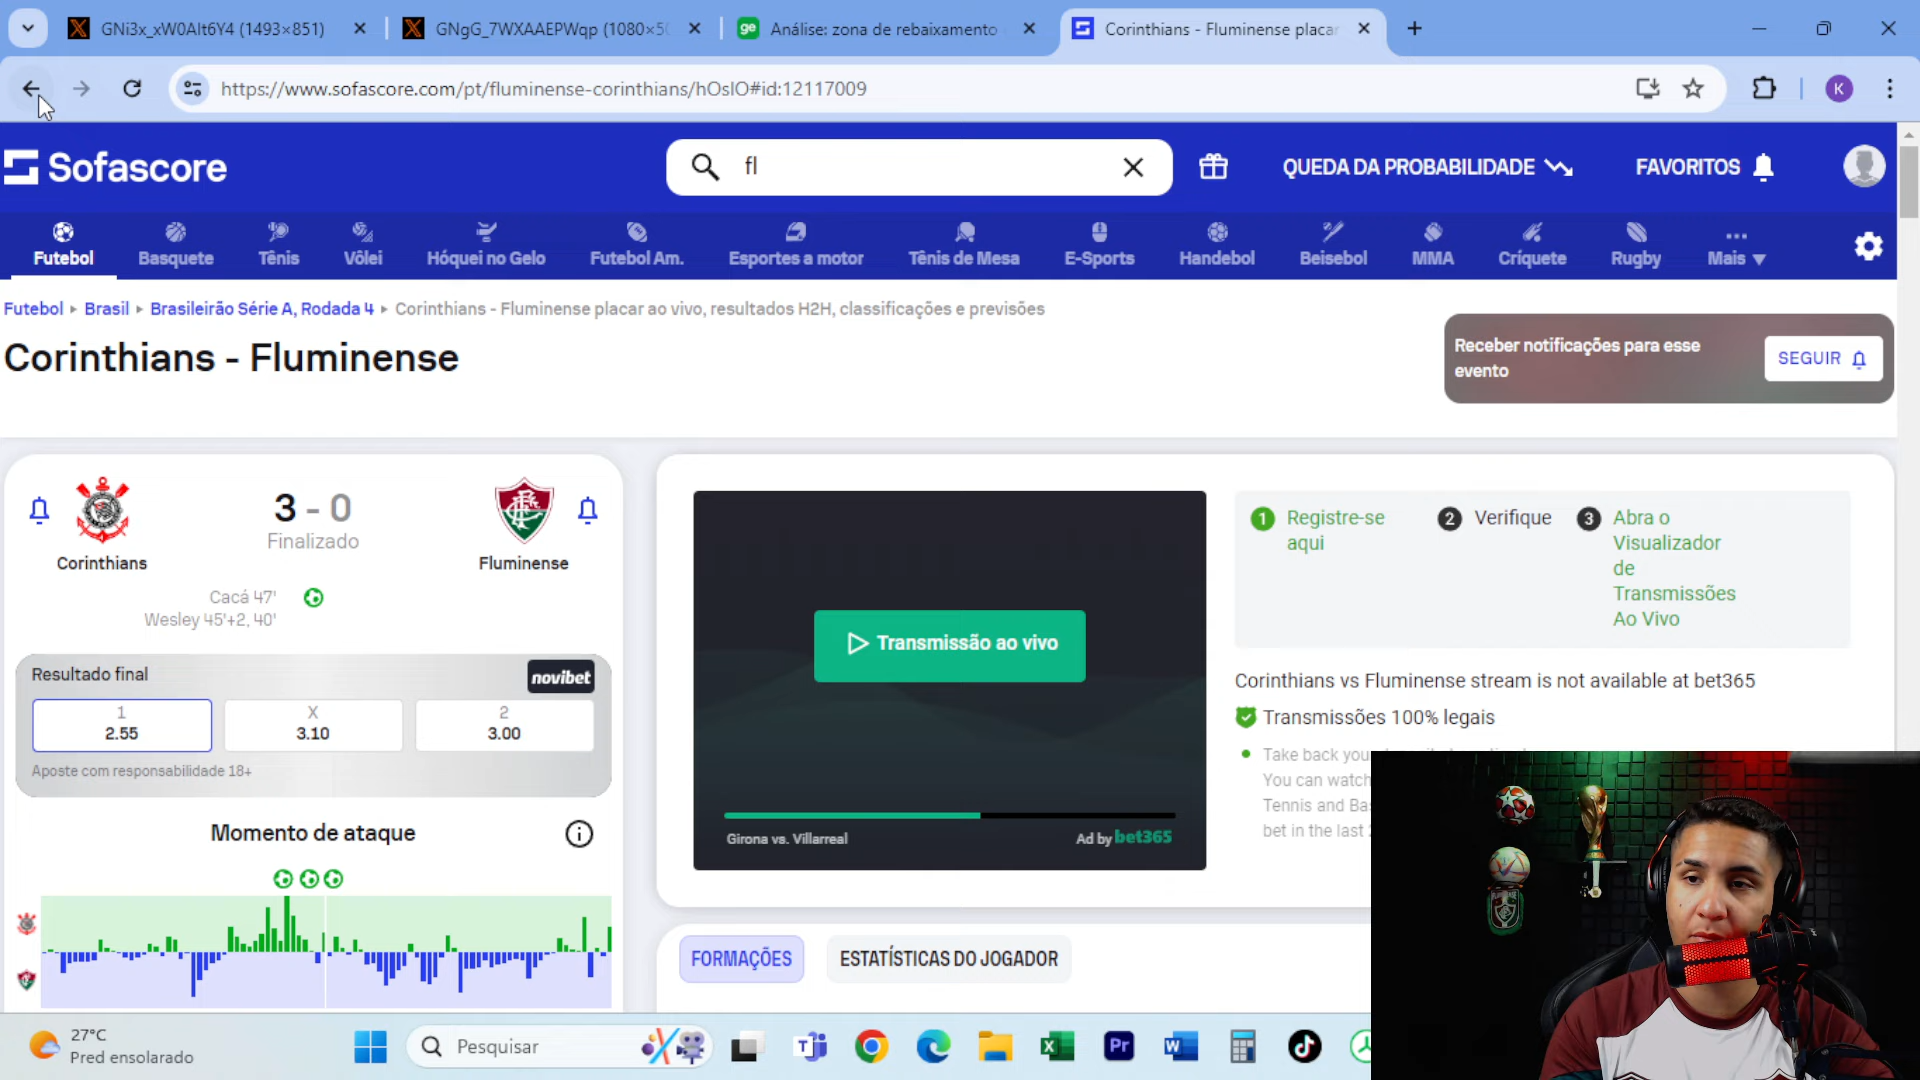 GNi3x_xW0AIt6Y4 (1493×851)
GNgG_7WXAAEPWqp (1080×5
ge
Análise: zona de rebaixamento
Corinthians - Fluminense placar
https://www.sofascore.com/pt/fluminense-corinthians/hOsIO#id:12117009
K
Sofascore
fl
QUEDA DA PROBABILIDADE
FAVORITOS
Futebol
Basquete
Tênis
Vôlei
Hóquei no Gelo
Futebol Am.
Esportes a motor
Tênis de Mesa
E-Sports
Handebol
Beisebol
MMA
Críquete
Rugby
Mais
Futebol
Brasil
Brasileirão Série A, Rodada 4
Corinthians - Fluminense placar ao vivo, resultados H2H, classificações e previsões
Corinthians - Fluminense
Receber notificações para esse
evento
SEGUIR
3 - 0
Finalizado
Corinthians
Fluminense
Cacá 47'
Wesley 45'+2, 40'
Resultado final
novibet
1
2.55
X
3.10
2
3.00
Aposte com responsabilidade 18+
Momento de ataque
Transmissão ao vivo
Girona vs. Villarreal
Ad by bet365
1 Registre-se
aqui
2 Verifique
3 Abra o
Visualizador
de
Transmissões
Ao Vivo
Corinthians vs Fluminense stream is not available at bet365
Transmissões 100% legais
Take back you
You can watch
Tennis and Ba
bet in the last
FORMAÇÕES
ESTATÍSTICAS DO JOGADOR
27°C
Pred ensolarado
Pesquisar
Pr